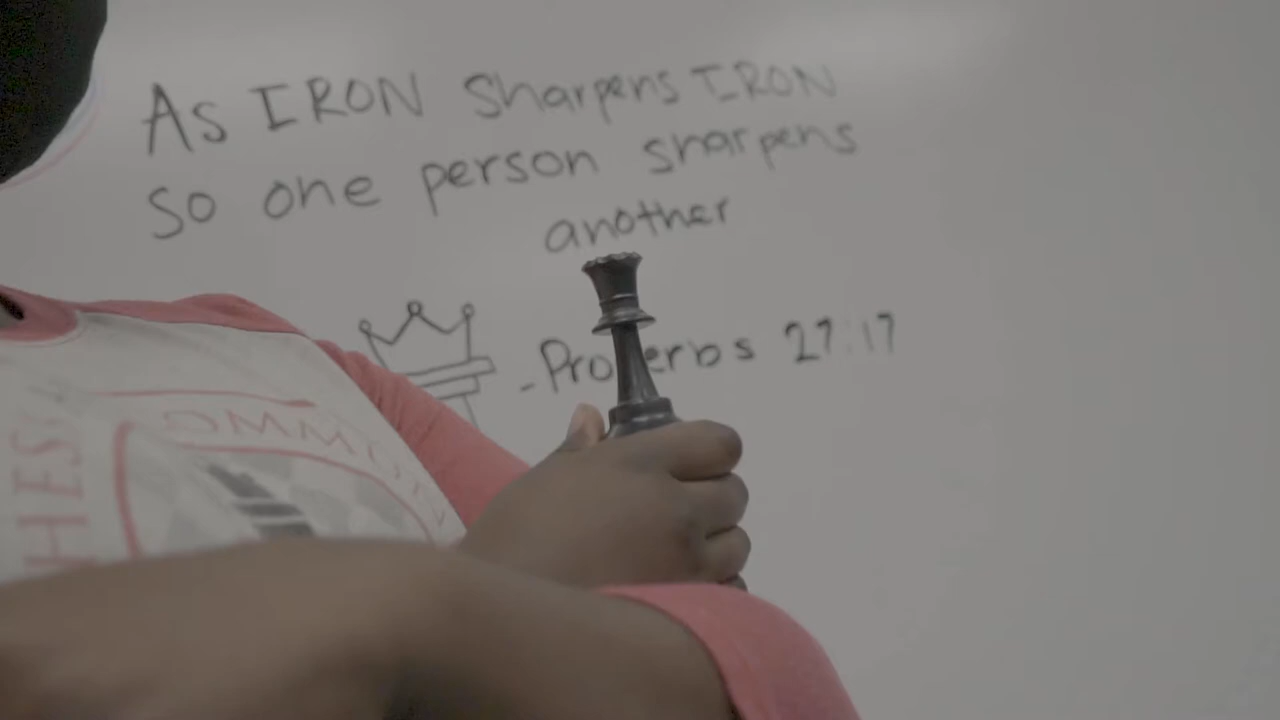 As IRON Sharpens IRON
So one person sharpens
another
- Proverbs 27:17